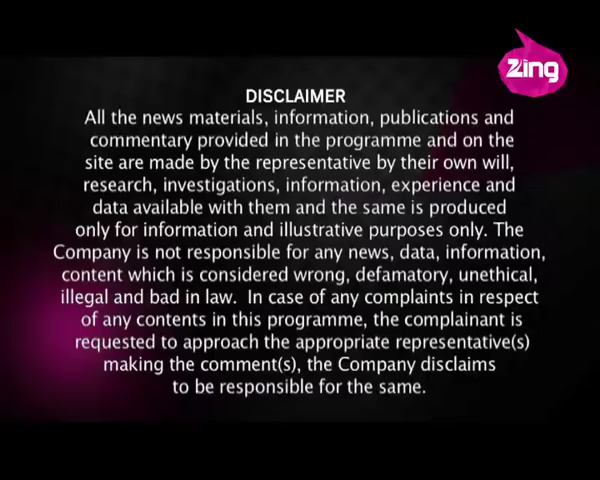 Zing
DISCLAIMER
All the news materials, information, publications and
commentary provided in the programme and on the
site are made by the representative by their own will,
research, investigations, information, experience and
data available with them and the same is produced
only for information and illustrative purposes only. The
Company is not responsible for any news, data, information,
content which is considered wrong, defamatory, unethical,
illegal and bad in law. In case of any complaints in respect
of any contents in this programme, the complainant is
requested to approach the appropriate representative(s)
making the comment(s), the Company disclaims
to be responsible for the same.